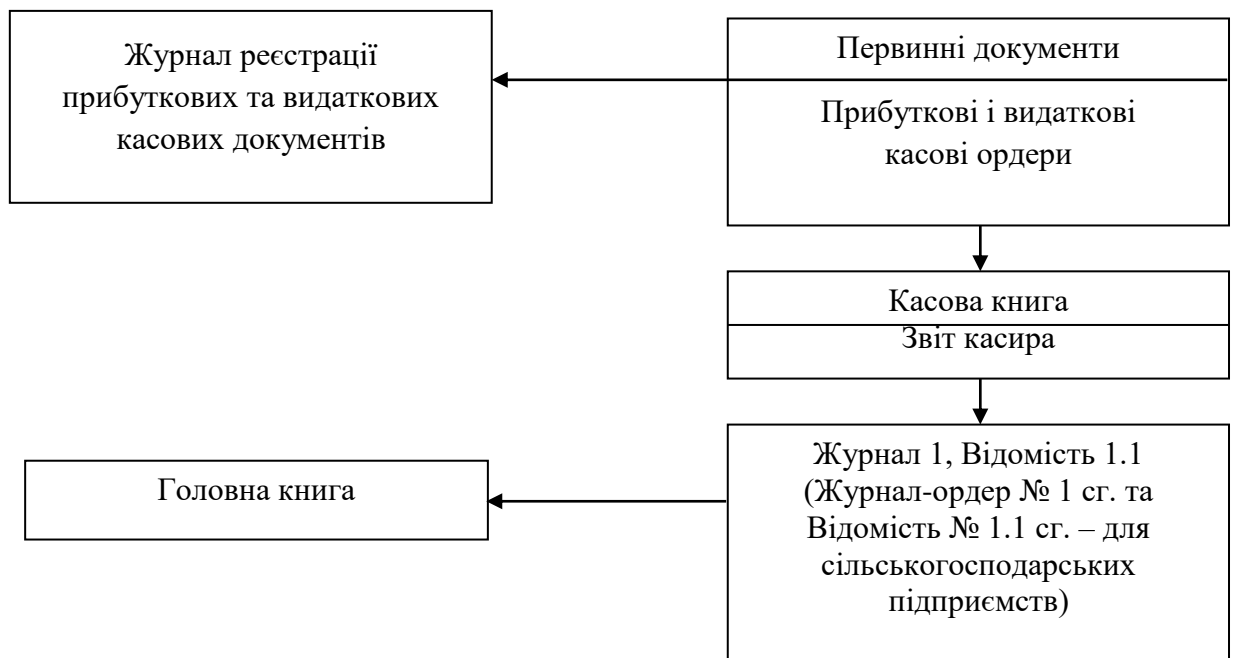 Журнал реєстрації
прибуткових та видаткових
касових документів
Первинні документи
Прибуткові і видаткові
касові ордери
Касова книга
Звіт касира
Журнал 1, Відомість 1.1
(Журнал-ордер № 1 сг. та
Відомість № 1.1 сг. – для
сільськогосподарських
підприємств)
Головна книга